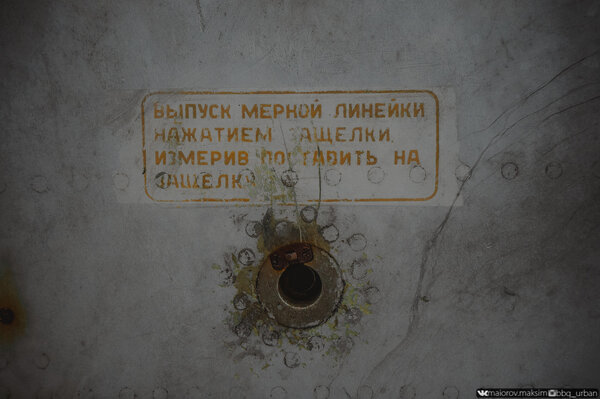 ВЫПУСК МЕРНОЙ ЛИНЕЙКИ
НАЖАТИЕМ ЗАЩЕЛКИ.
ИЗМЕРИВ ПОСТАВИТЬ НА
ЗАЩЕЛКУ
maiorov.maksim bbq_urban